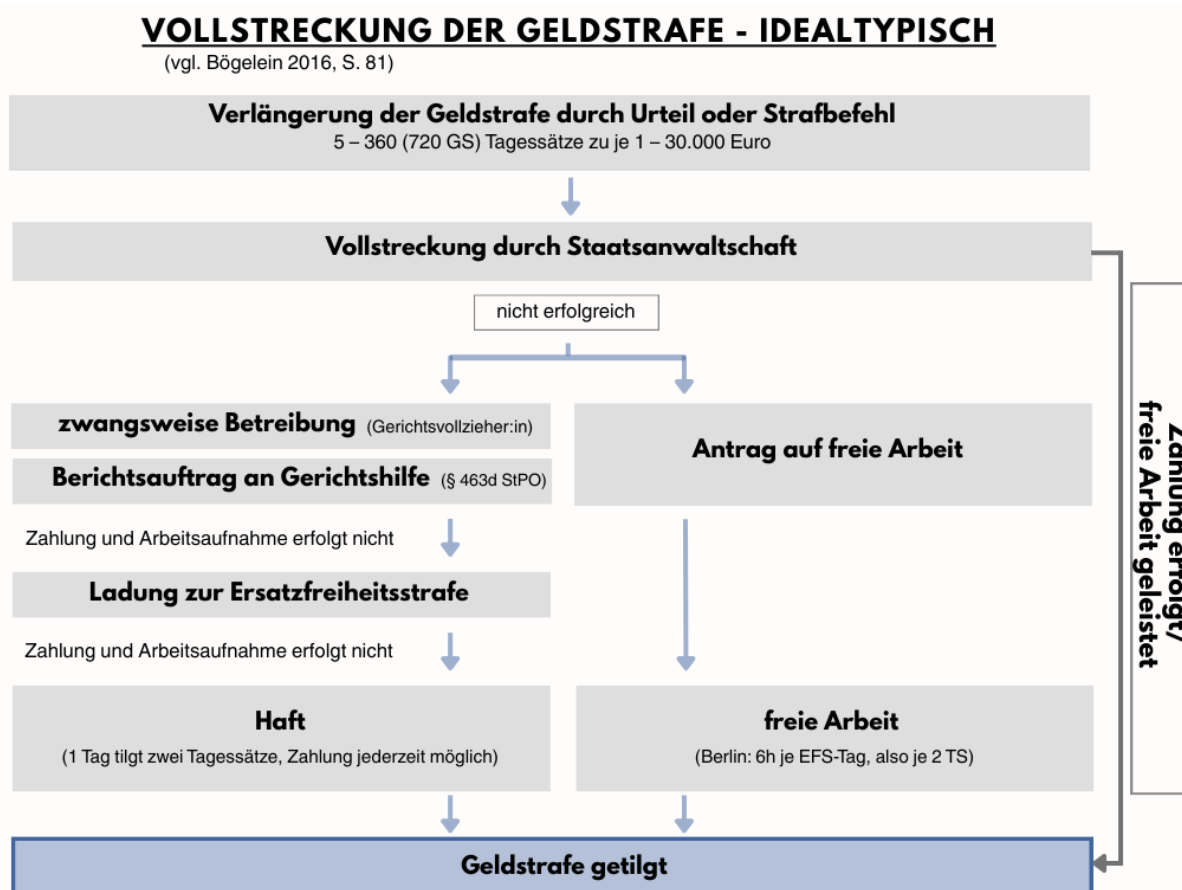 VOLLSTRECKUNG DER GELDSTRAFE - IDEALTYPISCH
(vgl. Bögelein 2016, S. 81)
Verlängerung der Geldstrafe durch Urteil oder Strafbefehl
5 – 360 (720 GS) Tagessätze zu je 1 – 30.000 Euro
Vollstreckung durch Staatsanwaltschaft
nicht erfolgreich
zwangsweise Betreibung (Gerichtsvollzieher:in)
Berichtsauftrag an Gerichtshilfe (§ 463d StPO)
Zahlung und Arbeitsaufnahme erfolgt nicht
Ladung zur Ersatzfreiheitsstrafe
Zahlung und Arbeitsaufnahme erfolgt nicht
Haft
(1 Tag tilgt zwei Tagessätze, Zahlung jederzeit möglich)
Antrag auf freie Arbeit
freie Arbeit
(Berlin: 6h je EFS-Tag, also je 2 TS)
Zahlung erfolgt/
freie Arbeit geleistet
Geldstrafe getilgt